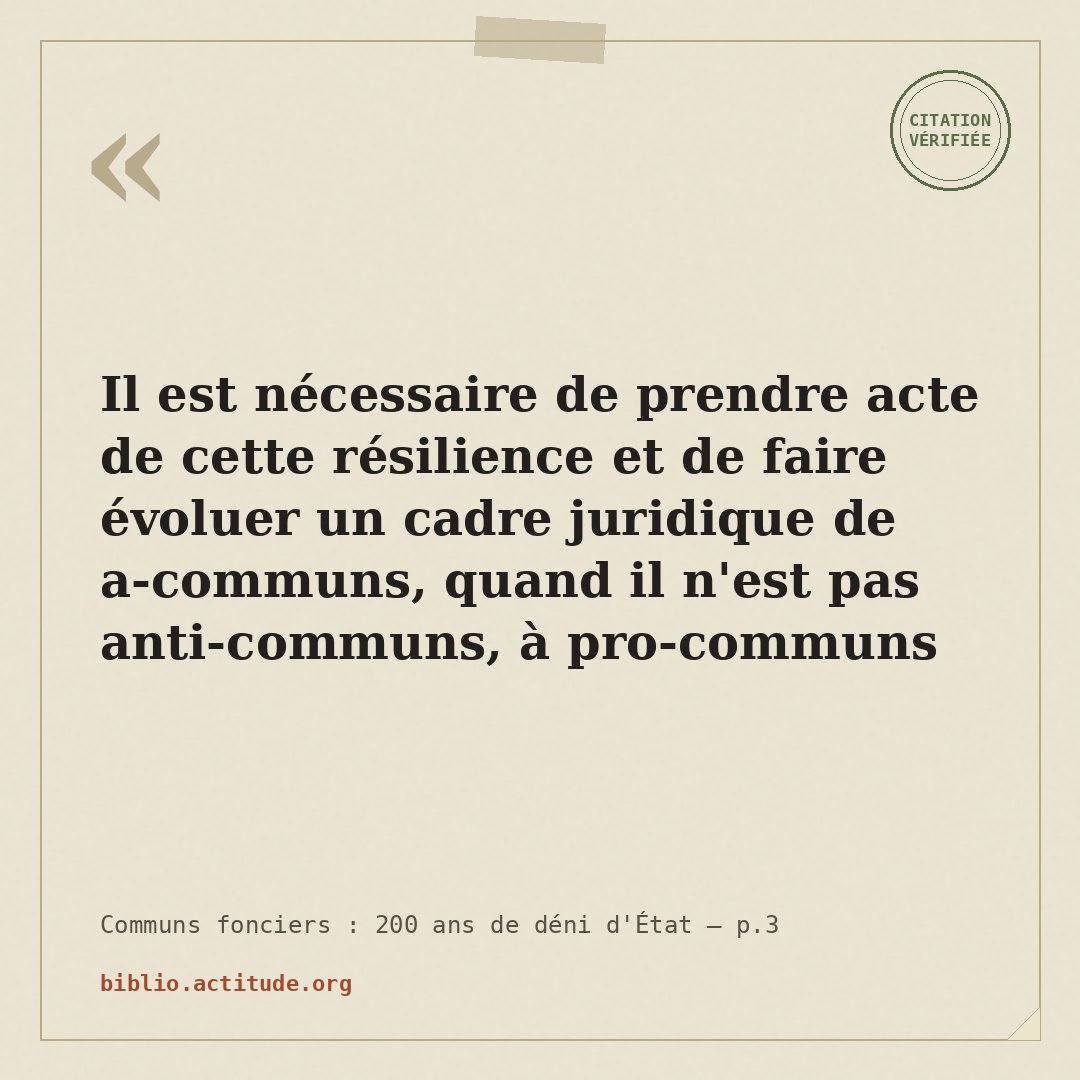 «
CITATION
VÉRIFIÉE
Il est nécessaire de prendre acte
de cette résilience et de faire
évoluer un cadre juridique de
a-communs, quand il n'est pas
anti-communs, à pro-communs
Communs fonciers : 200 ans de déni d'État — p.3
biblio.actitude.org